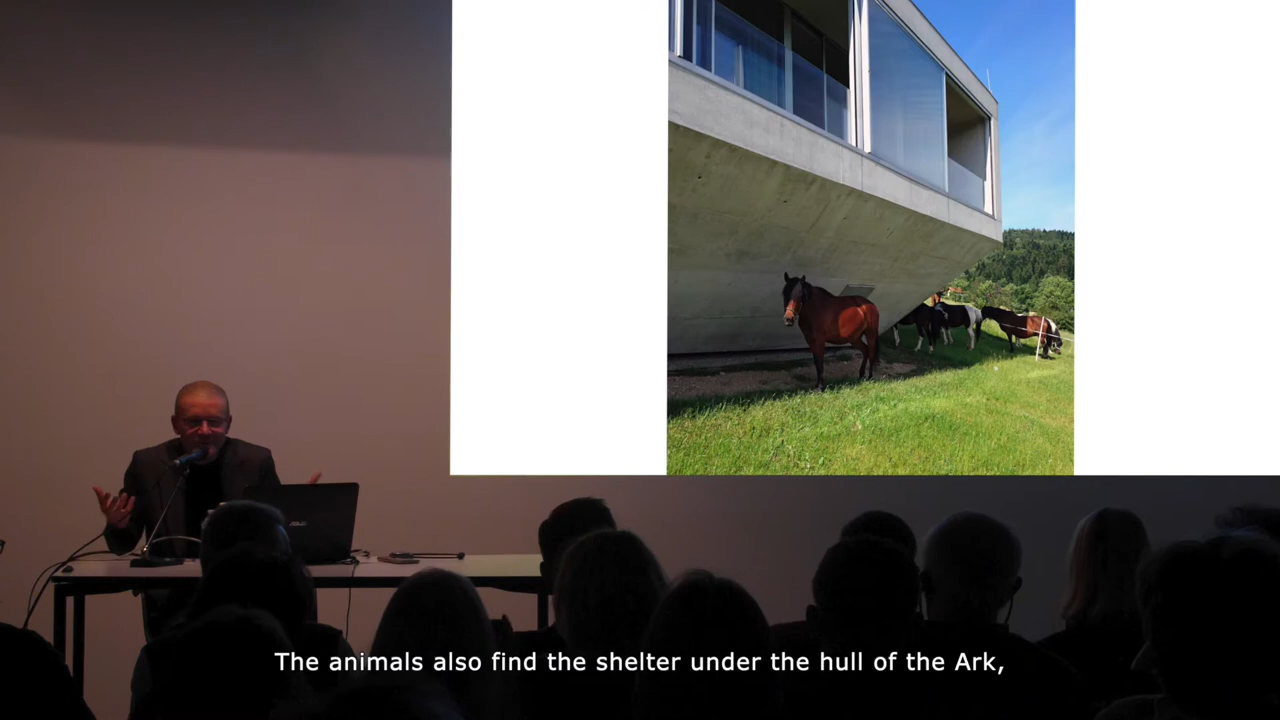 The animals also find the shelter under the hull of the Ark,